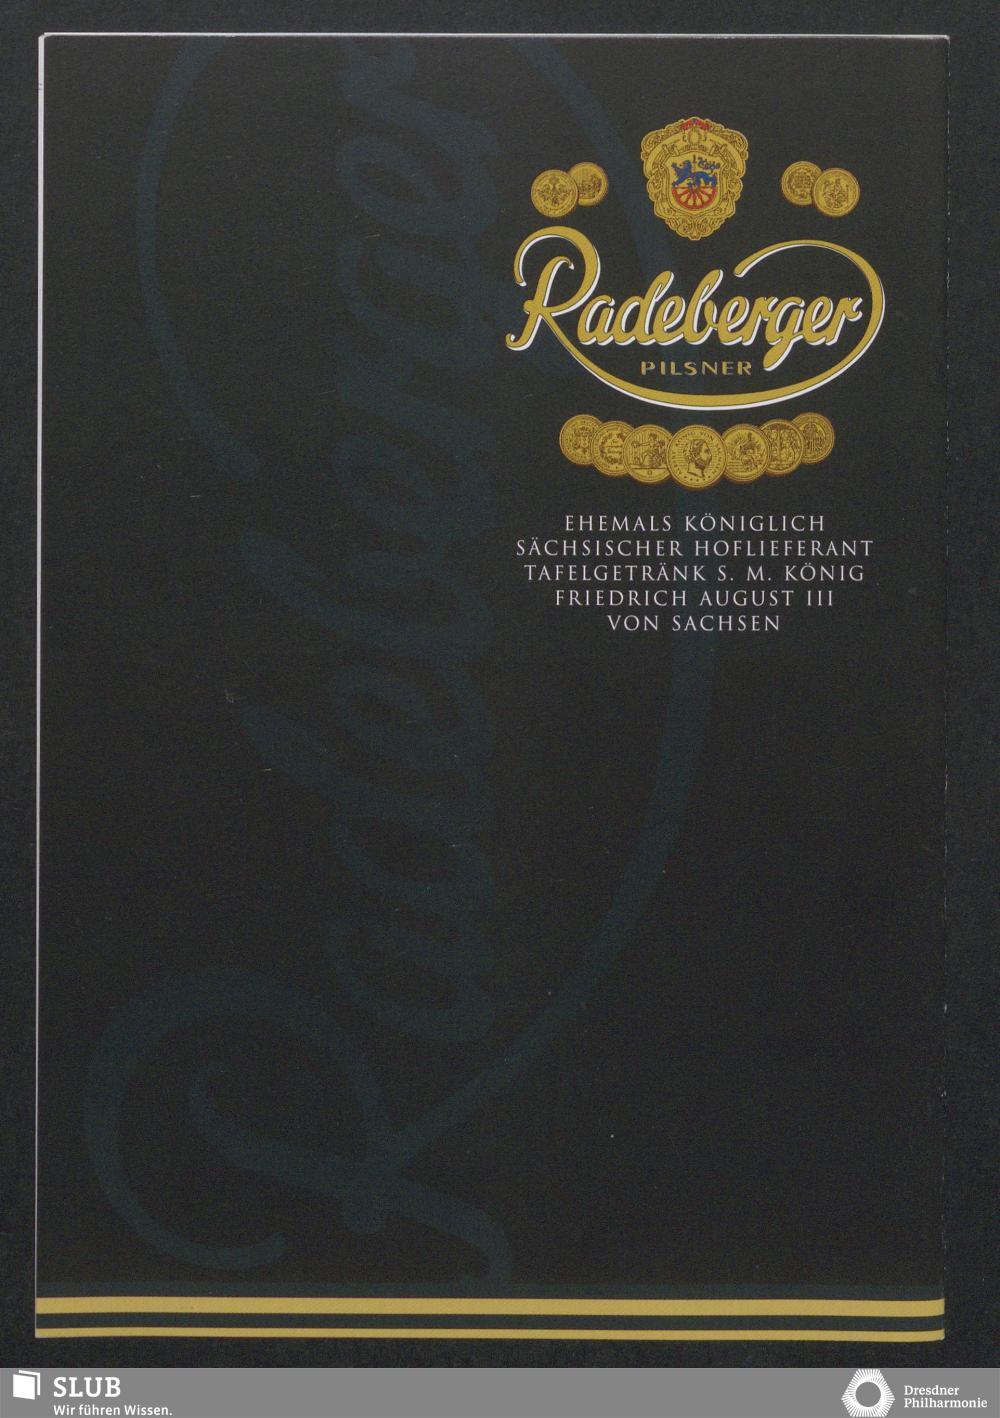 Radeberger
PILSNER
EHEMALS KÖNIGLICH
SÄCHSISCHER HOFLIEFERANT
TAFELGETRÄNK S. M. KÖNIG
FRIEDRICH AUGUST III
VON SACHSEN
Radeberger
SLUB
Wir führen Wissen.
Dresdner
Philharmonie